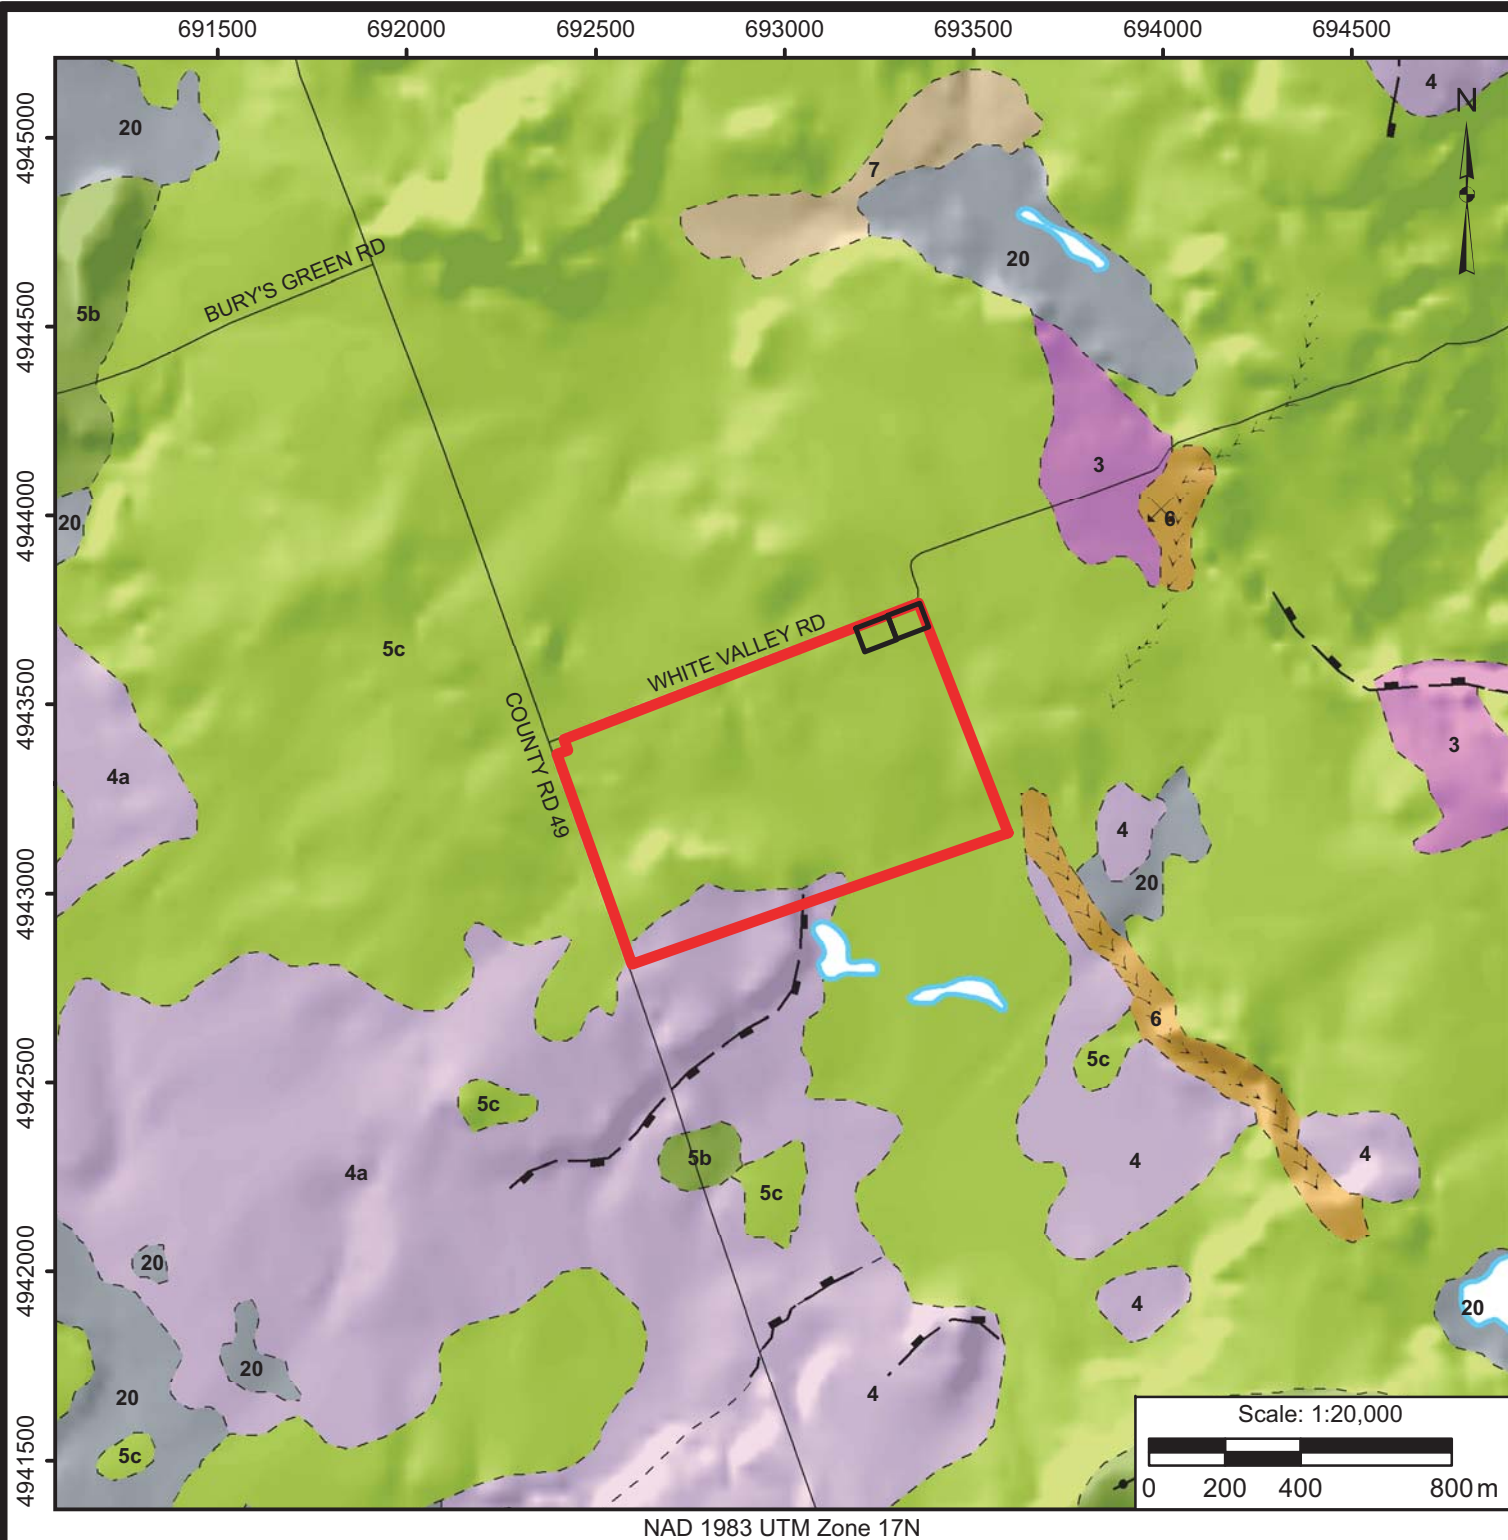 691500 692000 692500 693000 693500 694000 694500
4945000
4944500
4944000
4943500
4943000
4942500
4942000
4941500
4
N
20
7
20
BURY'S GREEN RD
5b
3
20
6
WHITE VALLEY RD
5c
COUNTY RD 49
3
4a
4
20
6
5c
5c
5b
4
4
4a
5c
20
4
20
20
4
20
5c
Scale: 1:20,000
0 200 400 800 m
NAD 1983 UTM Zone 17N